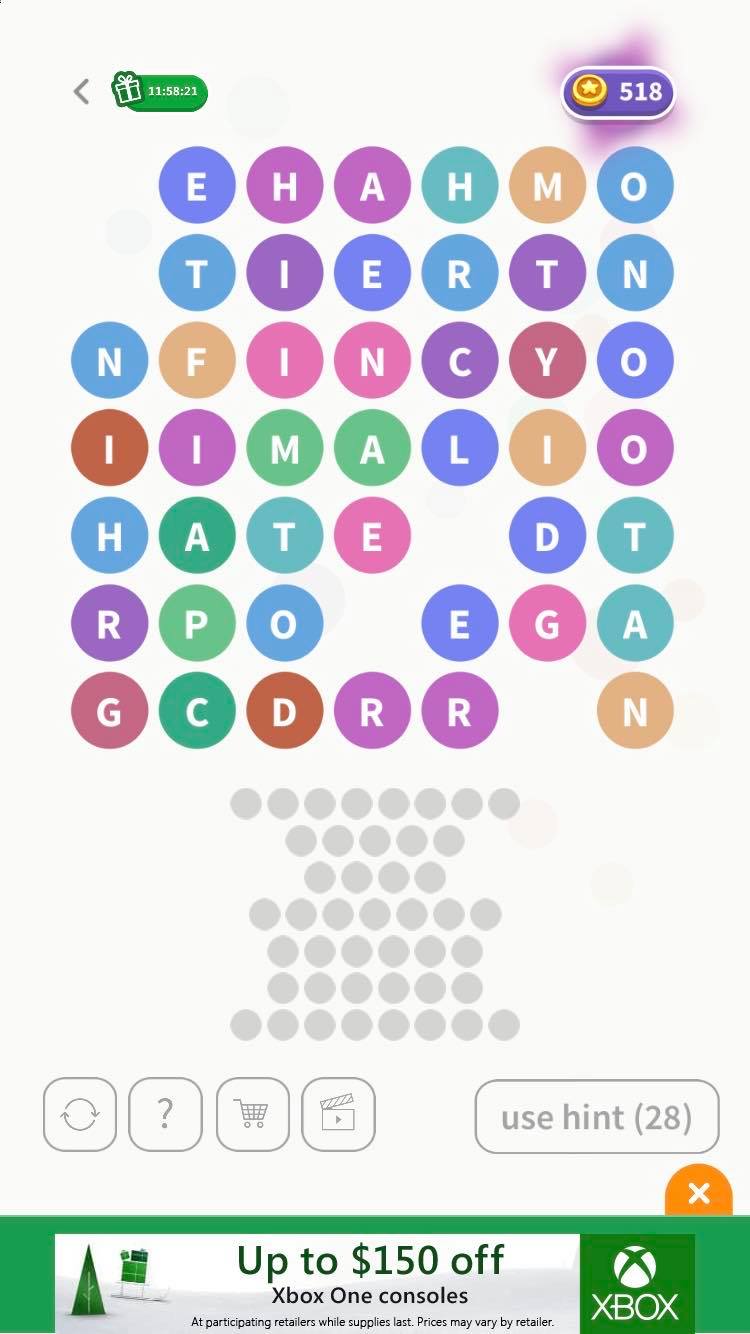 11:58:21
518
E H A H M O
T I E R T N
N F I N C Y O
I I M A L I O
H A T E D T
R P O E G A
G C D R R N
?
use hint (28)
Up to $150 off
Xbox One consoles
At participating retailers while supplies last. Prices may vary by retailer.
XBOX